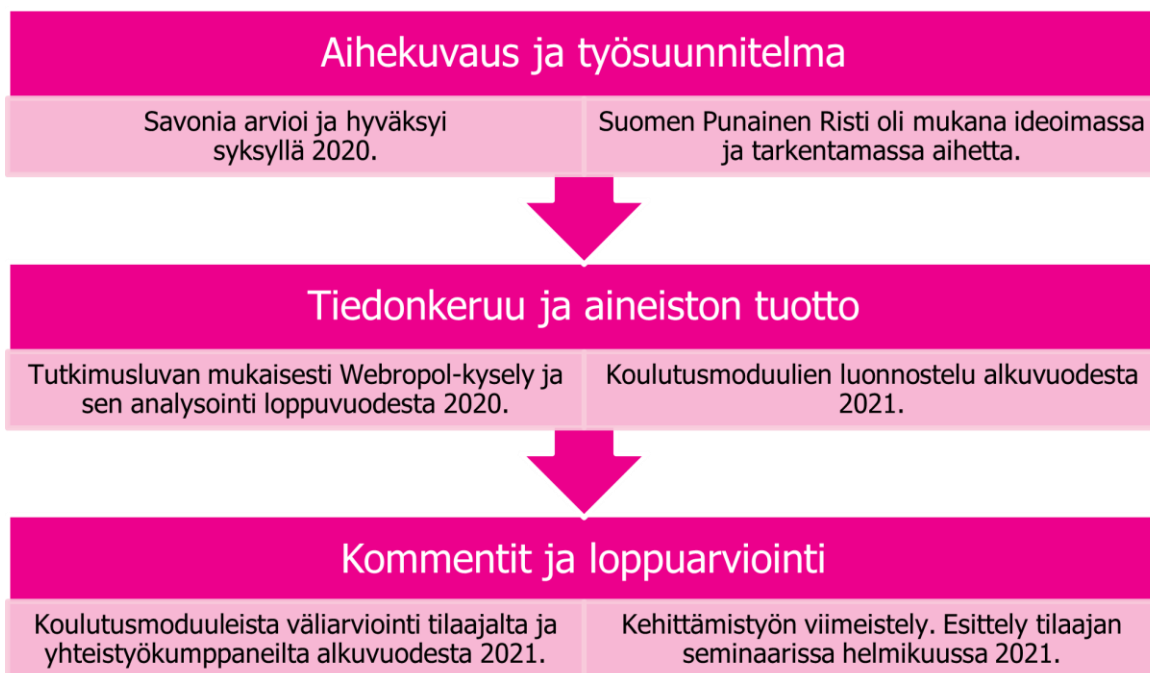 Aihekuvaus ja työsuunnitelma
Savonia arvioi ja hyväksyi
syksyllä 2020.
Suomen Punainen Risti oli mukana ideoimassa
ja tarkentamassa aihetta.
Tiedonkeruu ja aineiston tuotto
Tutkimusluvan mukaisesti Webropol-kysely ja
sen analysointi loppuvuodesta 2020.
Koulutusmoduulien luonnostelu alkuvuodesta
2021.
Kommentit ja loppuarviointi
Koulutusmoduuleista väliarviointi tilaajalta ja
yhteistyökumppaneilta alkuvuodesta 2021.
Kehittämistyön viimeistely. Esittely tilaajan
seminaarissa helmikuussa 2021.